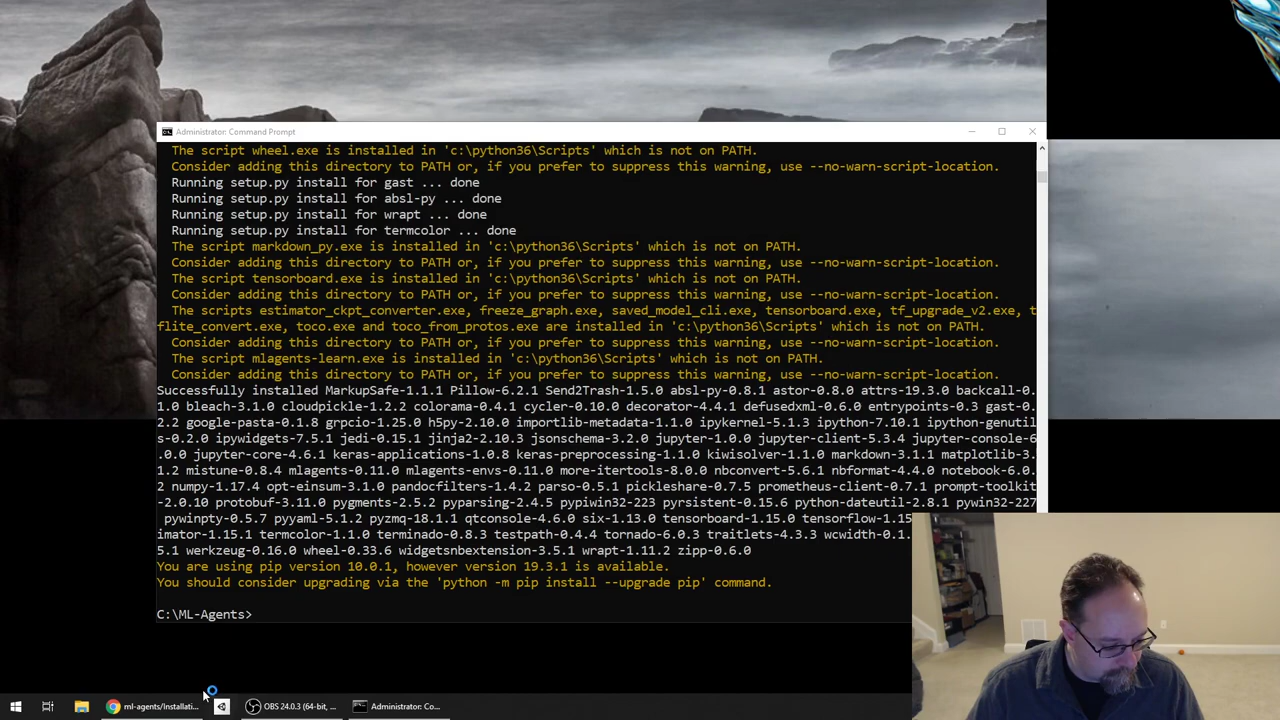 Administrator: Command Prompt
The script wheel.exe is installed in 'c:\python36\Scripts' which is not on PATH.
Consider adding this directory to PATH or, if you prefer to suppress this warning, use --no-warn-script-location.
Running setup.py install for gast ... done
Running setup.py install for absl-py ... done
Running setup.py install for wrapt ... done
Running setup.py install for termcolor ... done
The script markdown_py.exe is installed in 'c:\python36\Scripts' which is not on PATH.
Consider adding this directory to PATH or, if you prefer to suppress this warning, use --no-warn-script-location.
The script tensorboard.exe is installed in 'c:\python36\Scripts' which is not on PATH.
Consider adding this directory to PATH or, if you prefer to suppress this warning, use --no-warn-script-location.
The scripts estimator_ckpt_converter.exe, freeze_graph.exe, saved_model_cli.exe, tensorboard.exe, tf_upgrade_v2.exe, t
flite_convert.exe, toco.exe and toco_from_protos.exe are installed in 'c:\python36\Scripts' which is not on PATH.
Consider adding this directory to PATH or, if you prefer to suppress this warning, use --no-warn-script-location.
The script mlagents-learn.exe is installed in 'c:\python36\Scripts' which is not on PATH.
Consider adding this directory to PATH or, if you prefer to suppress this warning, use --no-warn-script-location.
Successfully installed MarkupSafe-1.1.1 Pillow-6.2.1 Send2Trash-1.5.0 absl-py-0.8.1 astor-0.8.0 attrs-19.3.0 backcall-0.
1.0 bleach-3.1.0 cloudpickle-1.2.2 colorama-0.4.1 cycler-0.10.0 decorator-4.4.1 defusedxml-0.6.0 entrypoints-0.3 gast-0.
2.2 google-pasta-0.1.8 grpcio-1.25.0 h5py-2.10.0 importlib-metadata-1.1.0 ipykernel-5.1.3 ipython-7.10.1 ipython-genutil
s-0.2.0 ipywidgets-7.5.1 jedi-0.15.1 jinja2-2.10.3 jsonschema-3.2.0 jupyter-1.0.0 jupyter-client-5.3.4 jupyter-console-6
.0.0 jupyter-core-4.6.1 keras-applications-1.0.8 keras-preprocessing-1.1.0 kiwisolver-1.1.0 markdown-3.1.1 matplotlib-3.
1.2 mistune-0.8.4 mlagents-0.11.0 mlagents-envs-0.11.0 more-itertools-8.0.0 nbconvert-5.6.1 nbformat-4.4.0 notebook-6.0.
2 numpy-1.17.4 opt-einsum-3.1.0 pandocfilters-1.4.2 parso-0.5.1 pickleshare-0.7.5 prometheus-client-0.7.1 prompt-toolkit
-2.0.10 protobuf-3.11.0 pygments-2.5.2 pyparsing-2.4.5 pypiwin32-223 pyrsistent-0.15.6 python-dateutil-2.8.1 pywin32-227
pywinpty-0.5.7 pyyaml-5.1.2 pyzmq-18.1.1 qtconsole-4.6.0 six-1.13.0 tensorboard-1.15.0 tensorflow-1.15
imator-1.15.1 termcolor-1.1.0 terminado-0.8.3 testpath-0.4.4 tornado-6.0.3 traitlets-4.3.3 wcwidth-0.1.
5.1 werkzeug-0.16.0 wheel-0.33.6 widgetsnbextension-3.5.1 wrapt-1.11.2 zipp-0.6.0
You are using pip version 10.0.1, however version 19.3.1 is available.
You should consider upgrading via the 'python -m pip install --upgrade pip' command.
C:\ML-Agents>
ml-agents/Installati... OBS 24.0.3 (64-bit, ... Administrator: Co...